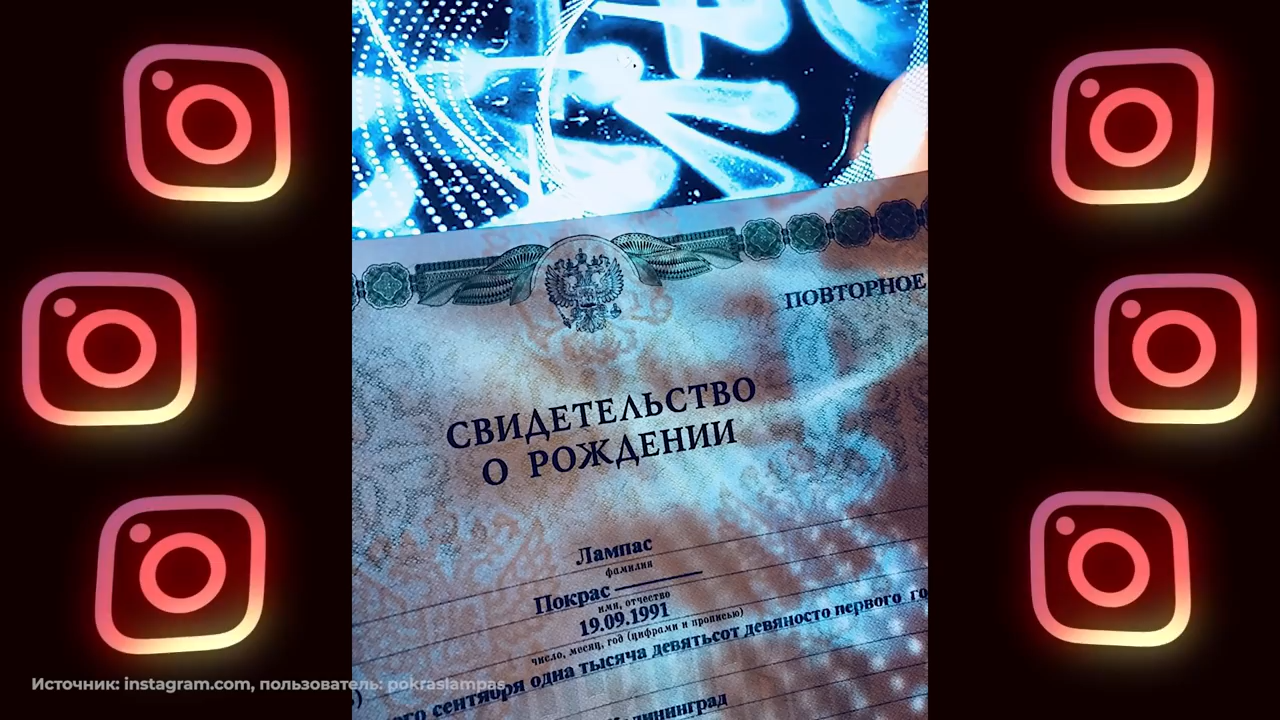 ПОВТОРНОЕ
СВИДЕТЕЛЬСТВО
О РОЖДЕНИИ
Лампас
фамилия
Покрас
имя, отчество
19.09.1991
число, месяц, год (цифрами и прописью)
сентября одна тысяча девятьсот девяносто первого го
Источник: instagram.com, пользователь: pokraslampas